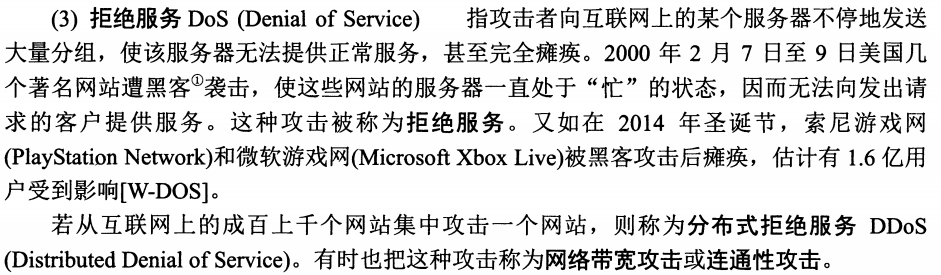 (3) 拒绝服务 DoS (Denial of Service) 指攻击者向互联网上的某个服务器不停地发送
大量分组，使该服务器无法提供正常服务，甚至完全瘫痪。2000 年 2 月 7 日至 9 日美国几
个著名网站遭黑客①袭击，使这些网站的服务器一直处于“忙”的状态，因而无法向发出请
求的客户提供服务。这种攻击被称为拒绝服务。又如在 2014 年圣诞节，索尼游戏网
(PlayStation Network)和微软游戏网(Microsoft Xbox Live)被黑客攻击后瘫痪，估计有 1.6 亿用
户受到影响[W-DOS]。
若从互联网上的成百上千个网站集中攻击一个网站，则称为分布式拒绝服务 DDoS
(Distributed Denial of Service)。有时也把这种攻击称为网络带宽攻击或连通性攻击。